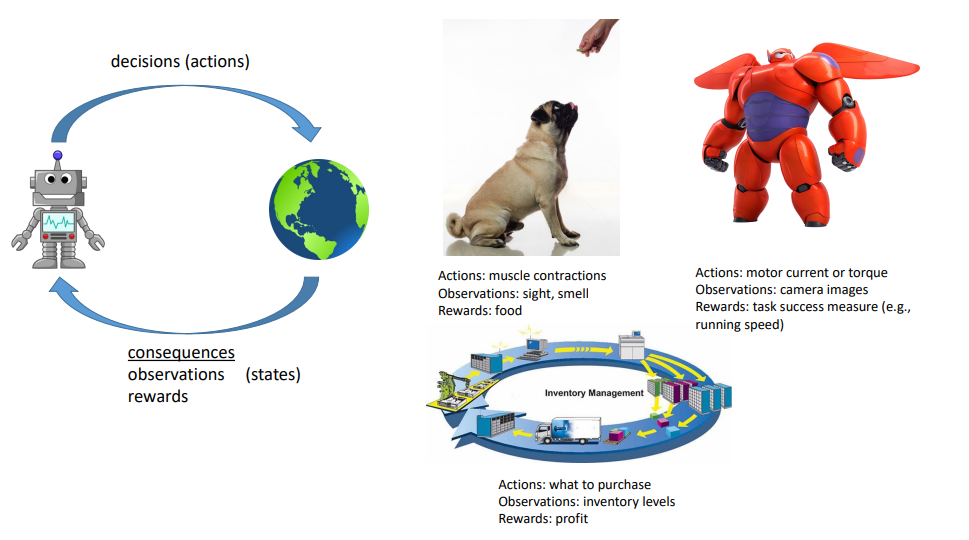 decisions (actions)
consequences
observations (states)
rewards
Actions: muscle contractions
Observations: sight, smell
Rewards: food
Actions: motor current or torque
Observations: camera images
Rewards: task success measure (e.g.,
running speed)
Inventory Management
Actions: what to purchase
Observations: inventory levels
Rewards: profit